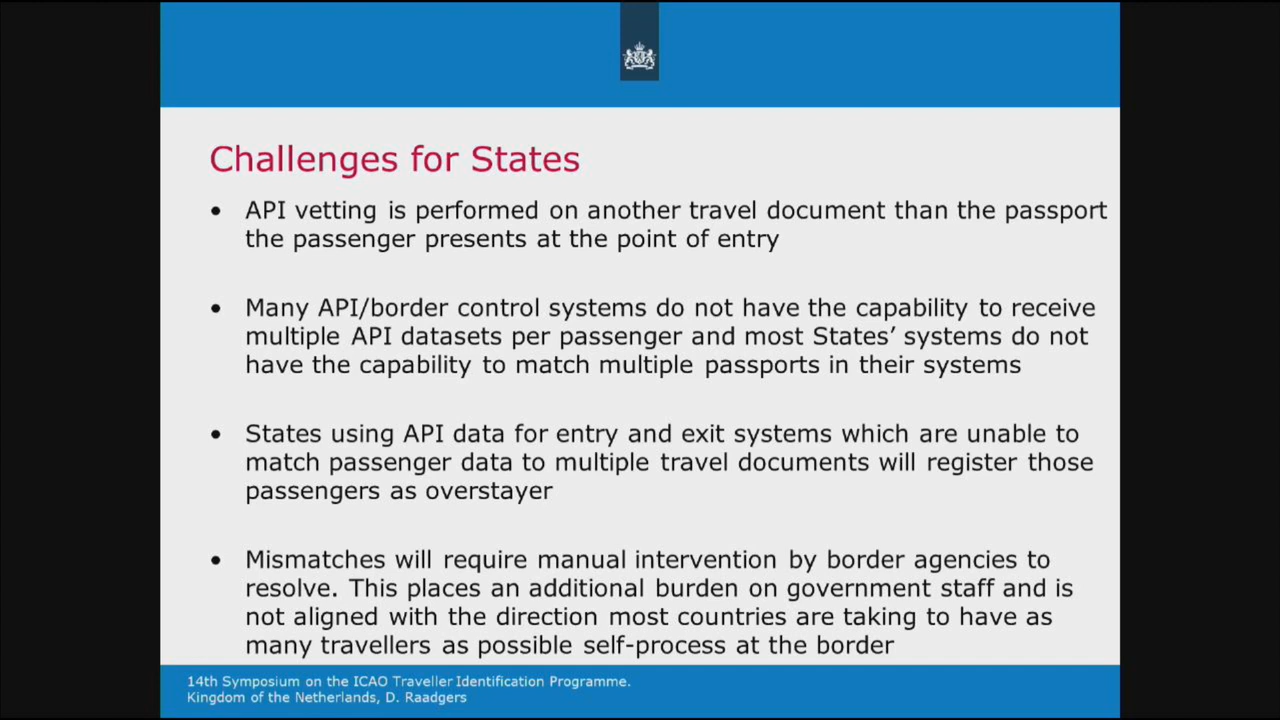 Challenges for States
• API vetting is performed on another travel document than the passport
the passenger presents at the point of entry
• Many API/border control systems do not have the capability to receive
multiple API datasets per passenger and most States’ systems do not
have the capability to match multiple passports in their systems
• States using API data for entry and exit systems which are unable to
match passenger data to multiple travel documents will register those
passengers as overstayer
• Mismatches will require manual intervention by border agencies to
resolve. This places an additional burden on government staff and is
not aligned with the direction most countries are taking to have as
many travellers as possible self-process at the border
14th Symposium on the ICAO Traveller Identification Programme.
Kingdom of the Netherlands, D. Raadgers